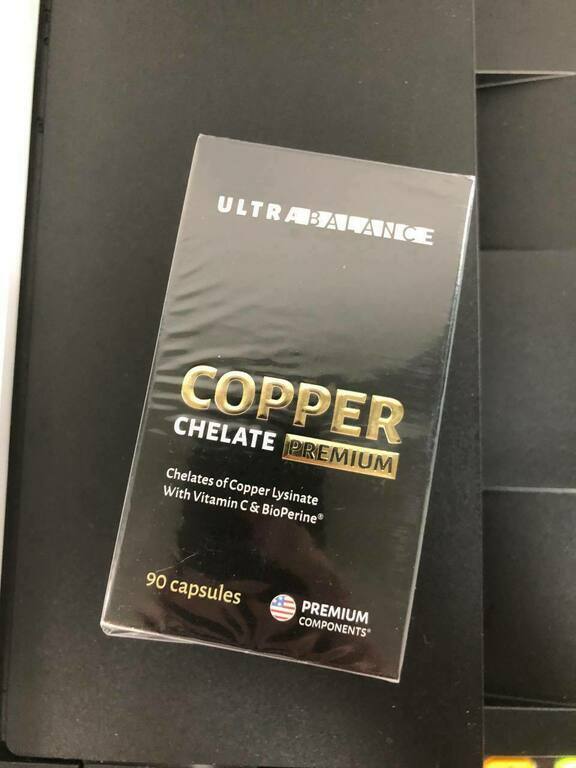 ULTRABALANCE
COPPER
CHELATE PREMIUM
Chelates of Copper Lysinate
With Vitamin C & BioPerine®
90 capsules
PREMIUM
COMPONENTS®